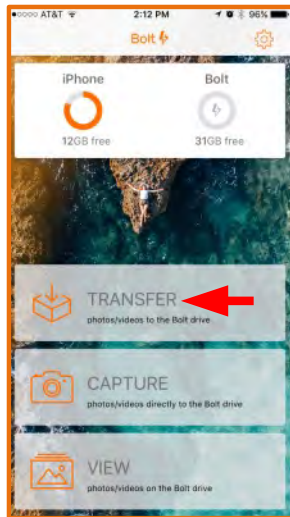 AT&T 2:12 PM 96%
Bolt
iPhone Bolt
12GB free 31GB free
TRANSFER
photos/videos to the Bolt drive
CAPTURE
photos/videos directly to the Bolt drive
VIEW
photos/videos on the Bolt drive